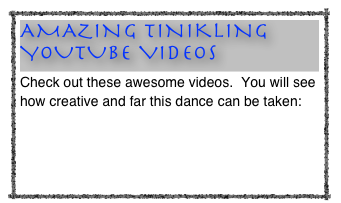 AMAZING TINIKLING
YOUTUBE VIDEOS
Check out these awesome videos.  You will see
how creative and far this dance can be taken: